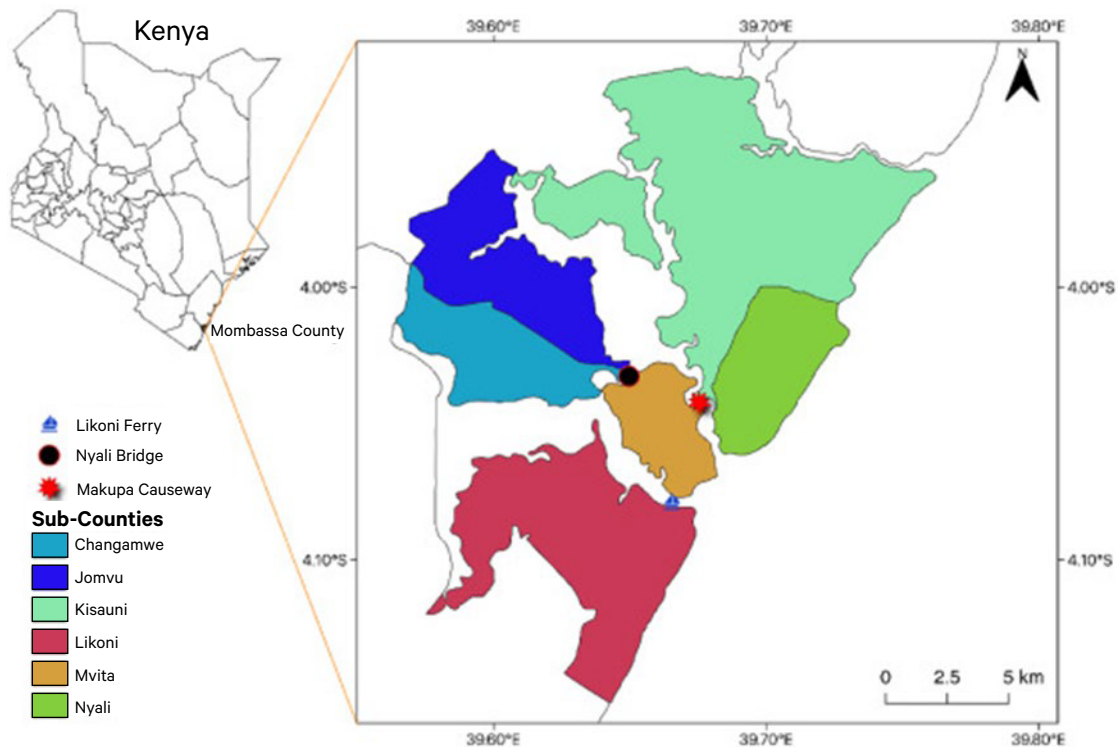 Kenya
Mombassa County
Likoni Ferry
Nyali Bridge
Makupa Causeway
Sub-Counties
Changamwe
Jomvu
Kisauni
Likoni
Mvita
Nyali
39.60°E 39.70°E 39.80°E
N
4.00°S 4.00°S
4.10°S 4.10°S
0 2.5 5 km
39.60°E 39.70°E 39.80°E